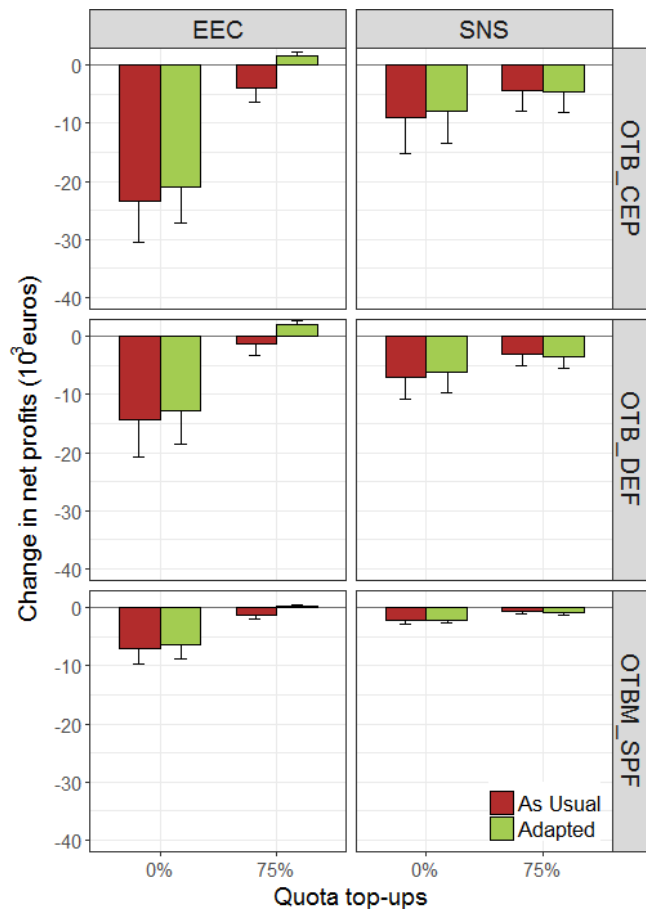 EEC
SNS
0
-10
-20
-30
-40
OTB_CEP
0
-10
-20
-30
-40
OTB_DEF
0
-10
-20
-30
-40
OTBM_SPF
Change in net profits (10³euros)
As Usual
Adapted
0%
75%
0%
75%
Quota top-ups